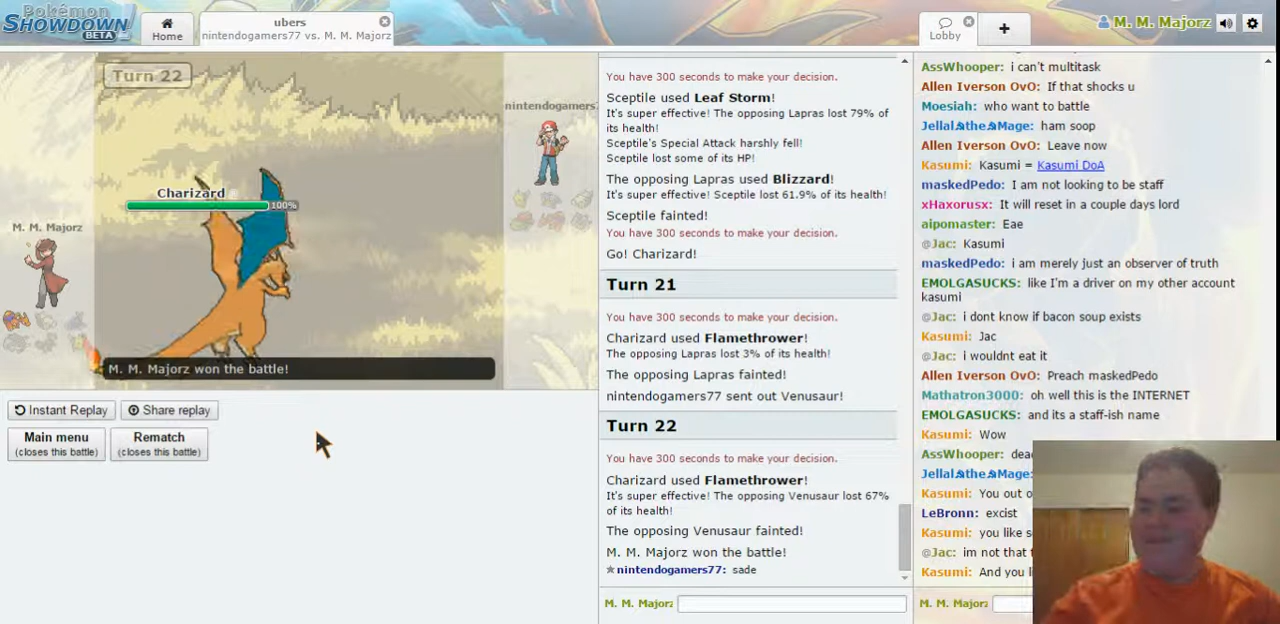 Pokémon
SHOWDOWN
BETA
Home
ubers
nintendogamers77 vs. M. M. Majorz
Lobby
M. M. Majorz
Turn 22
nintendogamers
Charizard
100%
M. M. Majorz
M. M. Majorz won the battle!
Instant Replay
Share replay
Main menu
(closes this battle)
Rematch
(closes this battle)
You have 300 seconds to make your decision.
Sceptile used Leaf Storm!
It's super effective! The opposing Lapras lost 79% of
its health!
Sceptile's Special Attack harshly fell!
Sceptile lost some of its HP!
The opposing Lapras used Blizzard!
It's super effective! Sceptile lost 61.9% of its health!
Sceptile fainted!
You have 300 seconds to make your decision.
Go! Charizard!
Turn 21
You have 300 seconds to make your decision.
Charizard used Flamethrower!
The opposing Lapras lost 3% of its health!
The opposing Lapras fainted!
nintendogamers77 sent out Venusaur!
Turn 22
You have 300 seconds to make your decision.
Charizard used Flamethrower!
It's super effective! The opposing Venusaur lost 67%
of its health!
The opposing Venusaur fainted!
M. M. Majorz won the battle!
☆nintendogamers77: sade
M. M. Majorz:
AssWhooper: i can't multitask
Allen Iverson OvO: If that shocks u
Moesiah: who want to battle
Jellal♞the♞Mage: ham soop
Allen Iverson OvO: Leave now
Kasumi: Kasumi = Kasumi DoA
maskedPedo: I am not looking to be staff
xHaxorusx: It will reset in a couple days lord
aipomaster: Eae
@Jac: Kasumi
maskedPedo: i am merely just an observer of truth
EMOLGASUCKS: like I'm a driver on my other account
kasumi
@Jac: i dont know if bacon soup exists
Kasumi: Jac
@Jac: i wouldnt eat it
Allen Iverson OvO: Preach maskedPedo
Mathatron3000: oh well this is the INTERNET
EMOLGASUCKS: and its a staff-ish name
Kasumi: Wow
AssWhooper: dea
Jellal♞the♞Mage:
Kasumi: You out o
LeBronn: excist
Kasumi: you like s
@Jac: im not that
Kasumi: And you li
M. M. Majorz: